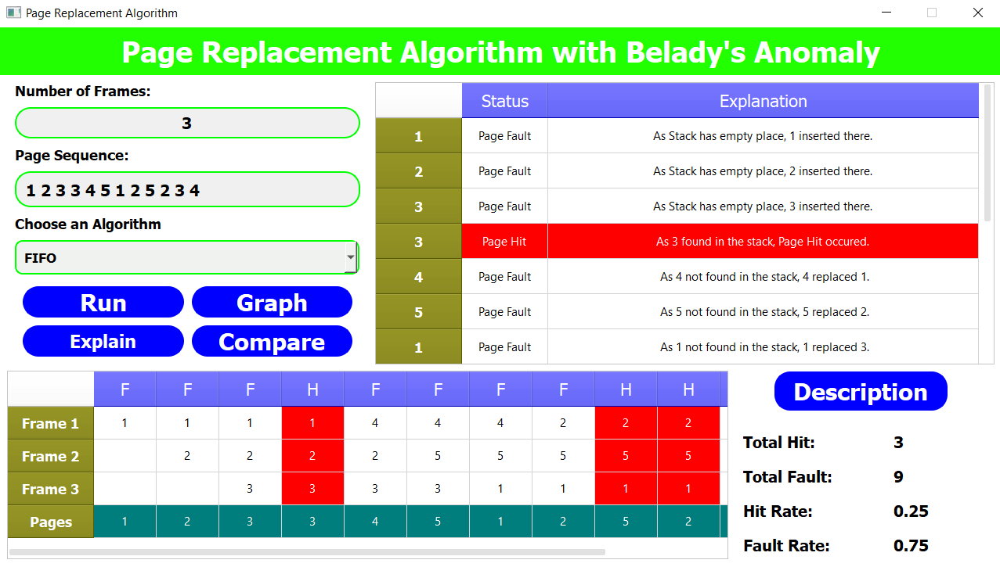 Page Replacement Algorithm
Page Replacement Algorithm with Belady's Anomaly
Number of Frames:
3
Page Sequence:
1 2 3 3 4 5 1 2 5 2 3 4
Choose an Algorithm
FIFO
Run Graph
Explain Compare
Status Explanation
1 Page Fault As Stack has empty place, 1 inserted there.
2 Page Fault As Stack has empty place, 2 inserted there.
3 Page Fault As Stack has empty place, 3 inserted there.
3 Page Hit As 3 found in the stack, Page Hit occured.
4 Page Fault As 4 not found in the stack, 4 replaced 1.
5 Page Fault As 5 not found in the stack, 5 replaced 2.
1 Page Fault As 1 not found in the stack, 1 replaced 3.
F F F H F F F F H H
Frame 1 1 1 1 1 4 4 4 2 2 2
Frame 2 2 2 2 2 5 5 5 5 5
Frame 3 3 3 3 3 1 1 1 1
Pages 1 2 3 3 4 5 1 2 5 2
Description
Total Hit: 3
Total Fault: 9
Hit Rate: 0.25
Fault Rate: 0.75